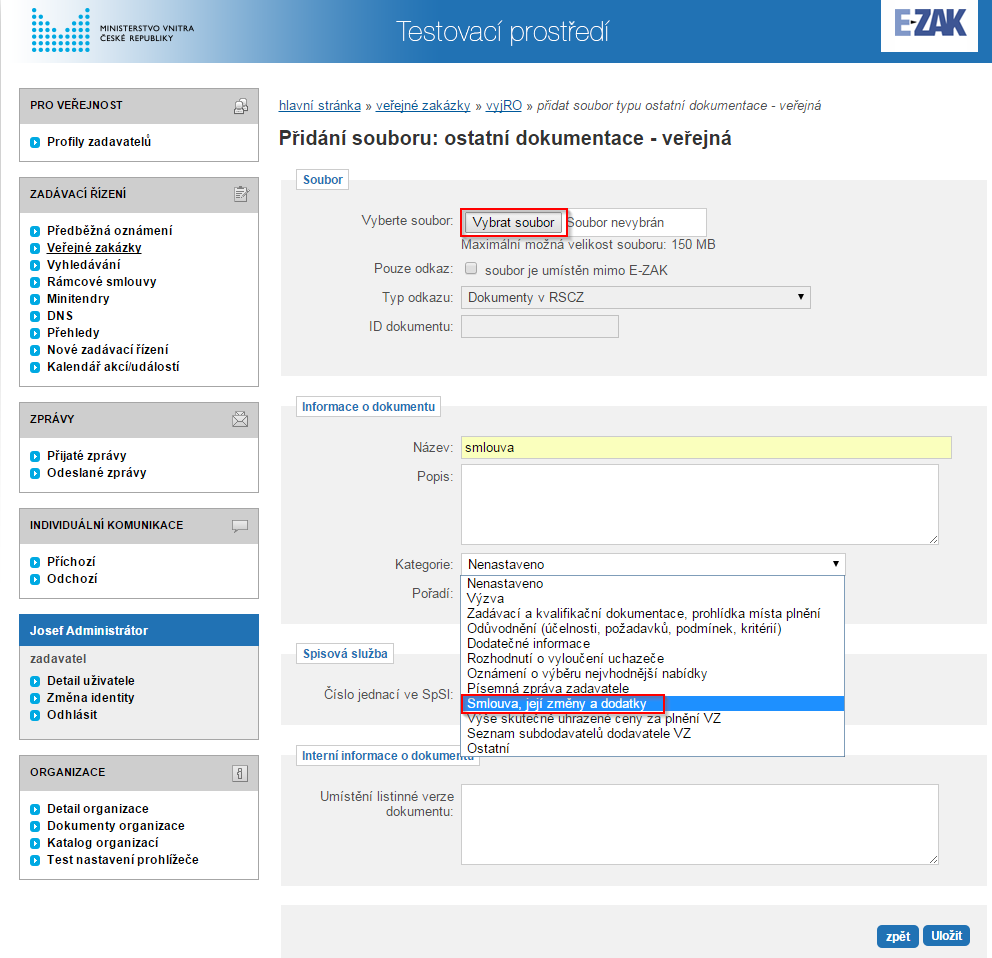 MINISTERSTVO VNITRA
ČESKÉ REPUBLIKY
Testovací prostředí
E-ZAK
PRO VEŘEJNOST
Profily zadavatelů
ZADÁVACÍ ŘÍZENÍ
Předběžná oznámení
Veřejné zakázky
Vyhledávání
Rámcové smlouvy
Minitendry
DNS
Přehledy
Nové zadávací řízení
Kalendář akcí/událostí
ZPRÁVY
Přijaté zprávy
Odeslané zprávy
INDIVIDUÁLNÍ KOMUNIKACE
Příchozí
Odchozí
Josef Administrátor
zadavatel
Detail uživatele
Změna identity
Odhlásit
ORGANIZACE
Detail organizace
Dokumenty organizace
Katalog organizací
Test nastavení prohlížeče
hlavní stránka » veřejné zakázky » vyjRO » přidat soubor typu ostatní dokumentace - veřejná
Přidání souboru: ostatní dokumentace - veřejná
Soubor
Vyberte soubor: Vybrat soubor Soubor nevybrán
Maximální možná velikost souboru: 150 MB
Pouze odkaz: soubor je umístěn mimo E-ZAK
Typ odkazu: Dokumenty v RSCZ
ID dokumentu:
Informace o dokumentu
Název: smlouva
Popis:
Kategorie: Nenastaveno
Pořadí:
Nenastaveno
Výzva
Zadávací a kvalifikační dokumentace, prohlídka místa plnění
Odůvodnění (účelnosti, požadavků, podmínek, kritérií)
Dodatečné informace
Rozhodnutí o vyloučení uchazeče
Oznámení o výběru nejvhodnější nabídky
Písemná zpráva zadavatele
Smlouva, její změny a dodatky
Výše skutečně uhrazené ceny za plnění VZ
Seznam subdodavatelů dodavatele VZ
Ostatní
Spisová služba
Číslo jednací ve SpSl:
Interní informace o dokumentu
Umístění listinné verze
dokumentu:
zpět Uložit